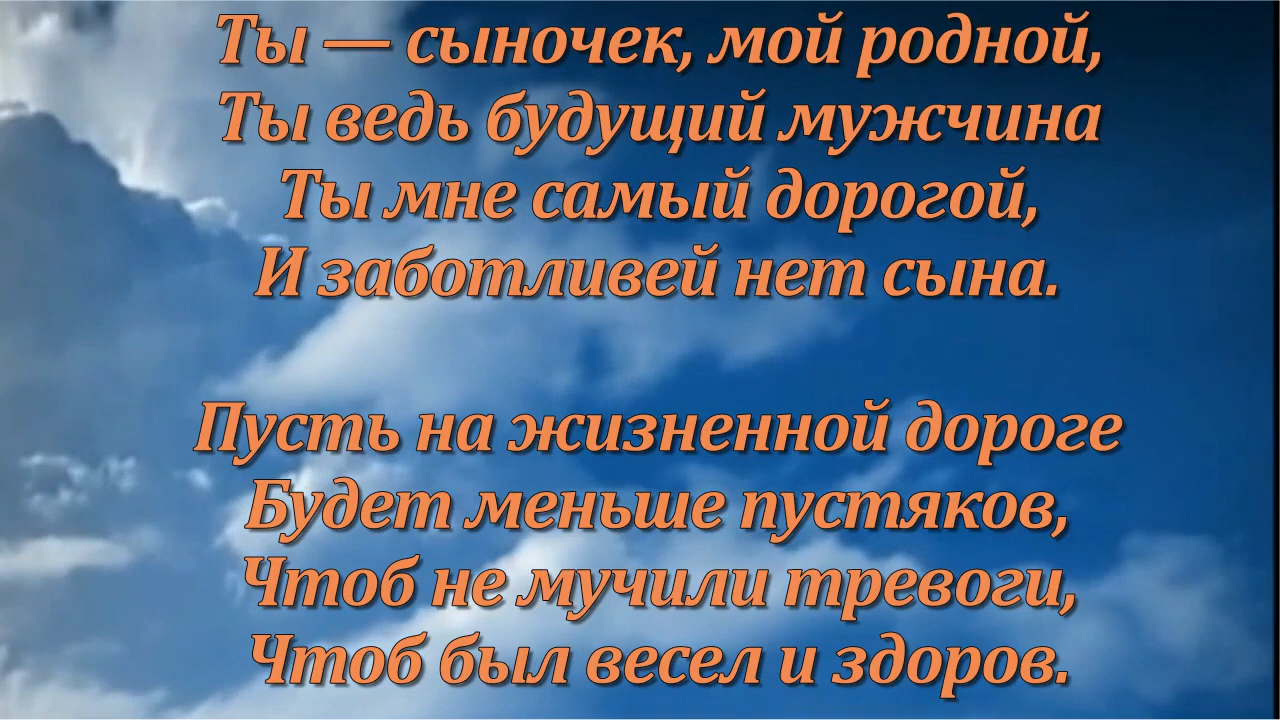 Ты — сыночек, мой родной,
Ты ведь будущий мужчина
Ты мне самый дорогой,
И заботливей нет сына.
Пусть на жизненной дороге
Будет меньше пустяков,
Чтоб не мучили тревоги,
Чтоб был весел и здоров.